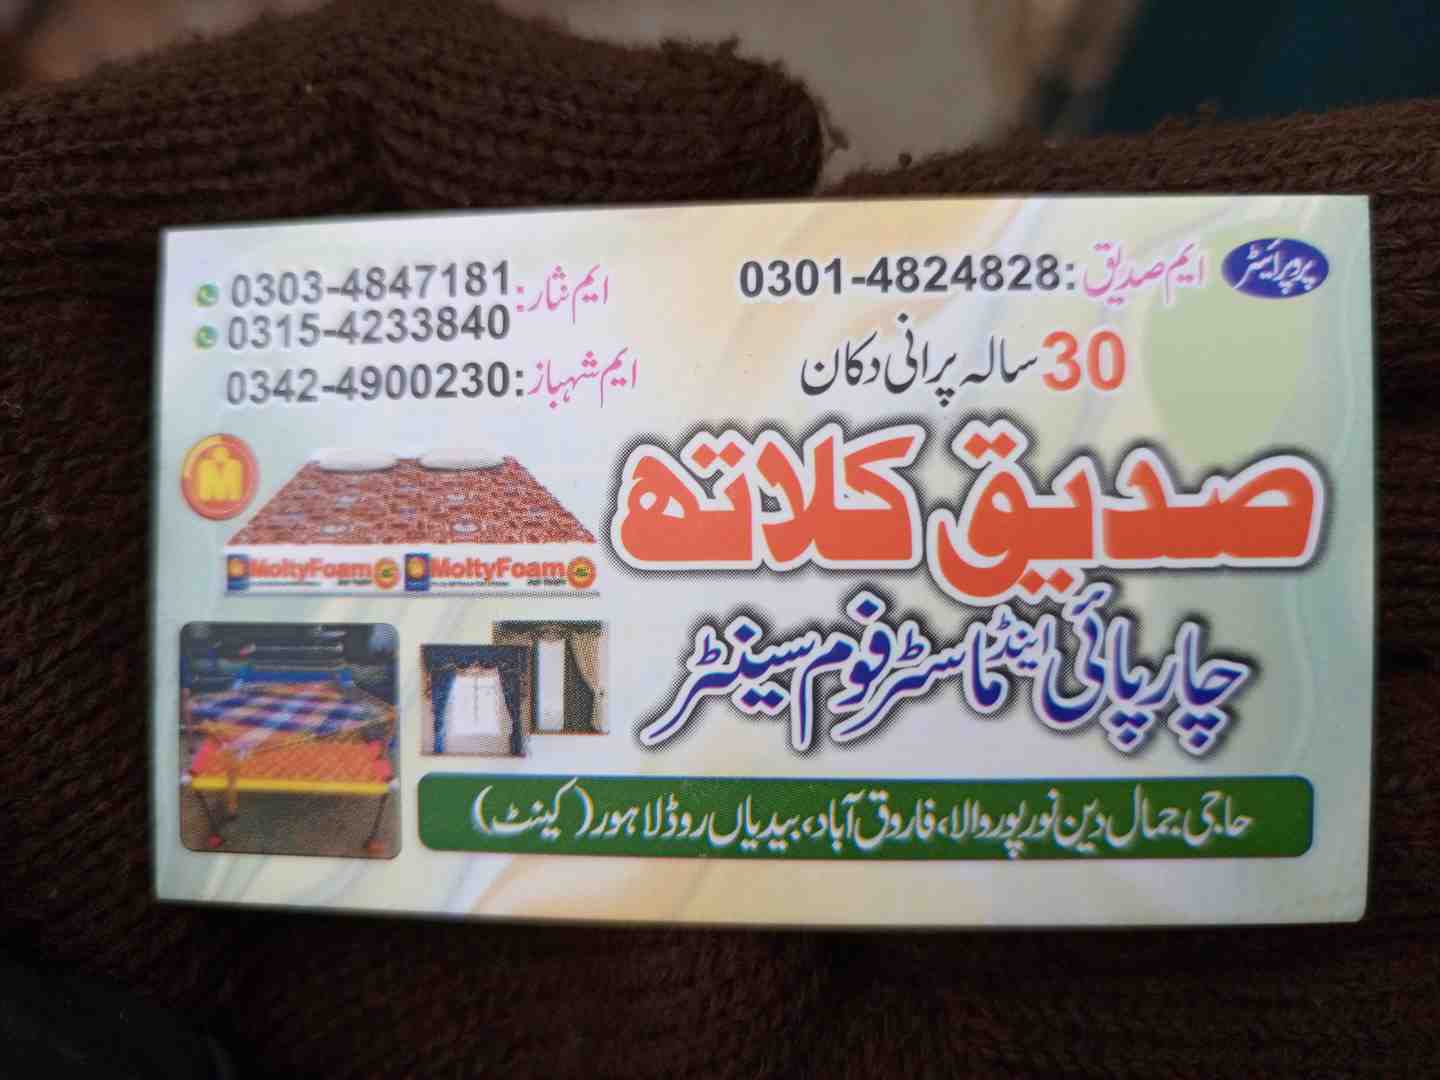 پروپرائیٹر ایم صدیق: 0301-4824828
ایم نثار: 0303-4847181
0315-4233840
ایم شہباز: 0342-4900230
30 سالہ پرانی دکان
صدیق کلاتھ
چارپائی اینڈ ماسٹر فوم سینٹر
M
MoltyFoam MoltyFoam
حاجی جمال دین نور پور والا، فاروق آباد، بیدیاں روڈ لاہور (کینٹ)